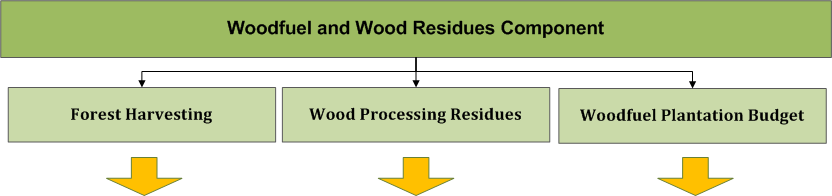 Woodfuel and Wood Residues Component
Forest Harvesting
Wood Processing Residues
Woodfuel Plantation Budget